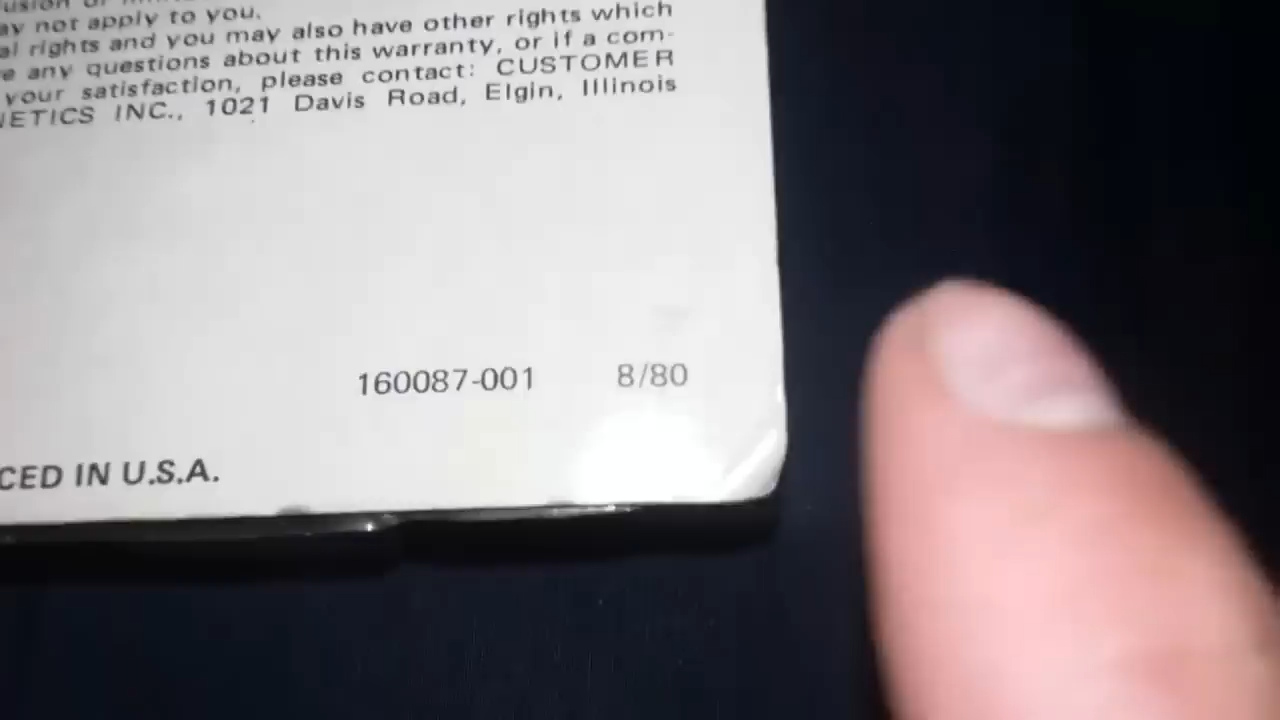 may not apply to you.
rights and you may also have other rights which
any questions about this warranty, or if a com-
your satisfaction, please contact: CUSTOMER
NETICS INC., 1021 Davis Road, Elgin, Illinois
160087-001 8/80
CED IN U.S.A.